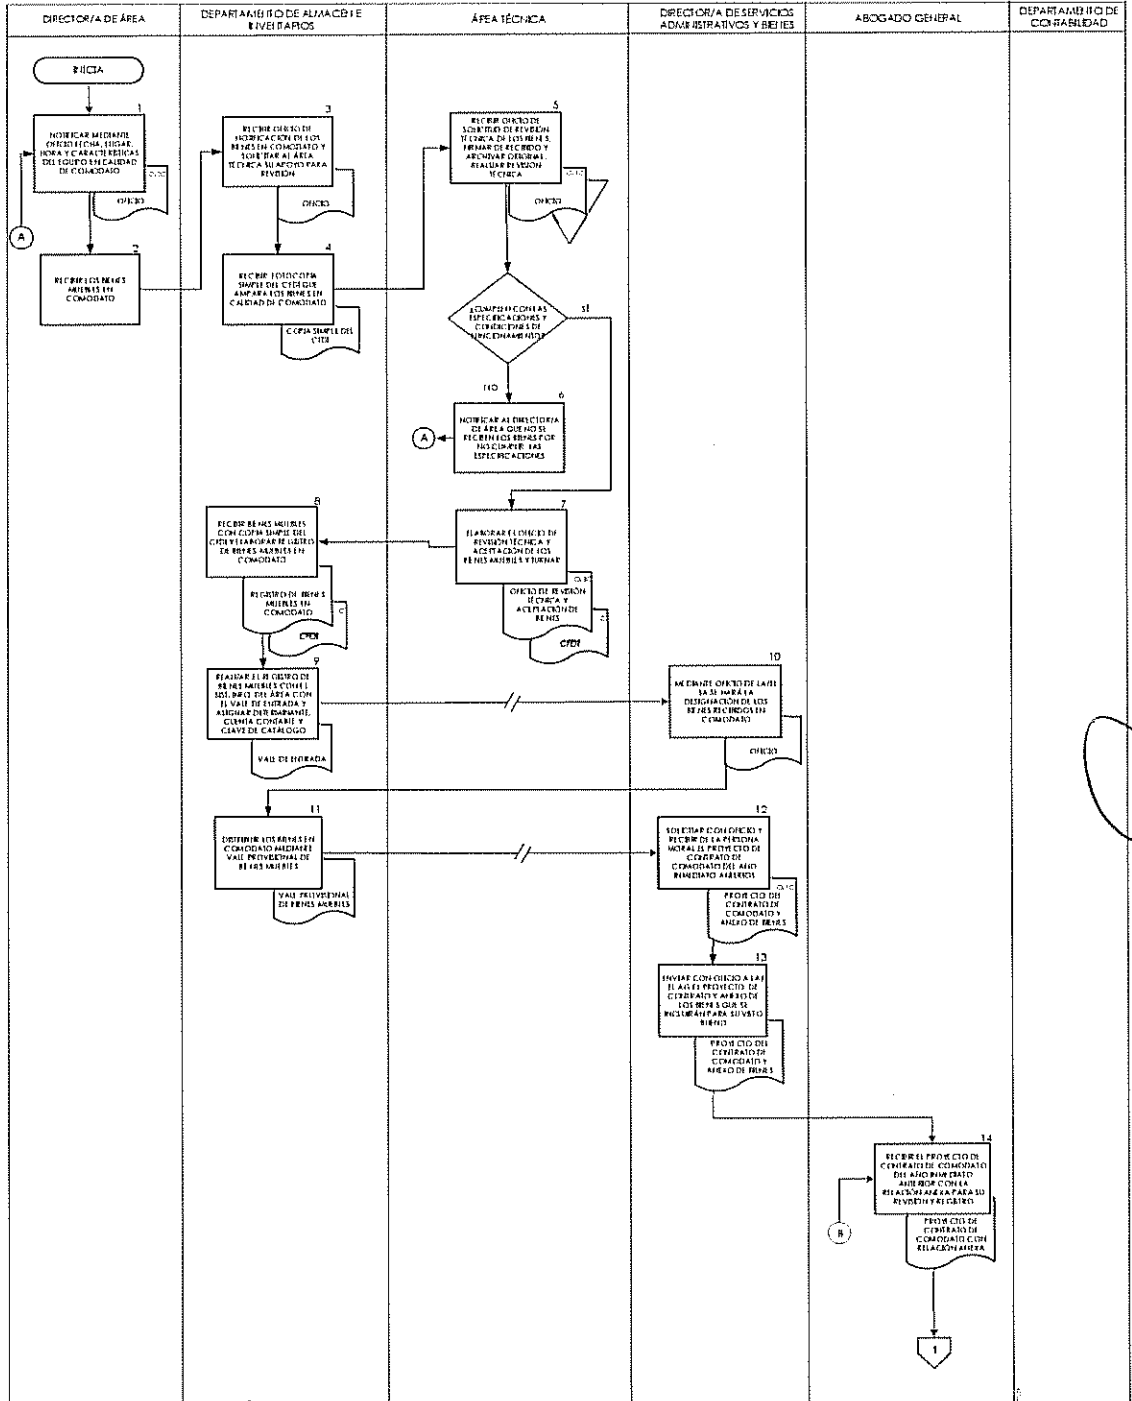 DIRECTOR/A DE ÁREA
DEPARTAMENTO DE ALMACÉN E
INVENTARIOS
ÁREA TÉCNICA
DIRECTOR/A DE SERVICIOS
ADMINISTRATIVOS Y BIENES
ABOGADO GENERAL
DEPARTAMENTO DE
CONTABILIDAD
INICIA
1
NOTIFICAR MEDIANTE
OFICIO FECHA, LUGAR,
HORA Y CARACTERÍSTICAS
DEL EQUIPO EN CALIDAD
DE COMODATO
OFICIO
A
2
RECIBIR LOS BIENES
MUEBLES EN
COMODATO
3
RECIBIR OFICIO DE
NOTIFICACIÓN DE LOS
BIENES EN COMODATO Y
SOLICITAR AL ÁREA
TÉCNICA SU APOYO PARA
REVISIÓN
OFICIO
4
RECIBIR FOTOCOPIA
SIMPLE DEL CFDI QUE
AMPARA LOS BIENES EN
CALIDAD DE COMODATO
COPIA SIMPLE DEL
CFDI
5
RECIBIR OFICIO DE
SOLICITUD DE REVISIÓN
TÉCNICA DE LOS BIENES,
FIRMAR DE RECIBIDO Y
ARCHIVAR ORIGINAL.
REALIZAR REVISIÓN
TÉCNICA
OFICIO
¿CUMPLEN CON LAS
ESPECIFICACIONES Y
CONDICIONES DE
FUNCIONAMIENTO?
SÍ
NO
6
NOTIFICAR AL DIRECTOR/A
DE ÁREA QUE NO SE
RECIBEN LOS BIENES POR
NO CUMPLIR LAS
ESPECIFICACIONES
A
7
ELABORAR EL OFICIO DE
REVISIÓN TÉCNICA Y
ACEPTACIÓN DE LOS
BIENES MUEBLES Y TURNAR
OFICIO DE REVISIÓN
TÉCNICA Y
ACEPTACIÓN DE
BIENES
CFDI
8
RECIBIR BIENES MUEBLES
CON COPIA SIMPLE DEL
CFDI Y ELABORAR REGISTRO
DE BIENES MUEBLES EN
COMODATO
REGISTRO DE BIENES
MUEBLES EN
COMODATO
C
CFDI
9
REALIZAR EL REGISTRO DE
BIENES MUEBLES CON EL
SIST. INFO. DEL ÁREA CON
EL VALE DE ENTRADA Y
ASIGNAR DETERMINANTE,
CUENTA CONTABLE Y
CLAVE DE CATÁLOGO
VALE DE ENTRADA
10
MEDIANTE OFICIO DE LA/EL
SA SE HARÁ LA
DESIGNACIÓN DE LOS
BIENES RECIBIDOS EN
COMODATO
OFICIO
11
DISTRIBUIR LOS BIENES EN
COMODATO MEDIANTE
VALE PROVISIONAL DE
BIENES MUEBLES
VALE PROVISIONAL
DE BIENES MUEBLES
12
SOLICITAR CON OFICIO Y
RECIBIR DE LA PERSONA
MORAL EL PROYECTO DE
CONTRATO DE
COMODATO DEL AÑO
INMEDIATO ANTERIOR
PROYECTO DEL
CONTRATO DE
COMODATO Y
ANEXO DE BIENES
13
ENVIAR CON OFICIO A LA/
EL AG EL PROYECTO DE
CONTRATO Y ANEXO DE
LOS BIENES QUE SE
INCLUIRÁN PARA SU VISTO
BUENO
PROYECTO DEL
CONTRATO DE
COMODATO Y
ANEXO DE BIENES
14
RECIBIR EL PROYECTO DE
CONTRATO DE COMODATO
DEL AÑO INMEDIATO
ANTERIOR CON LA
RELACIÓN ANEXA PARA SU
REVISIÓN Y REGISTRO
B
PROYECTO DE
CONTRATO DE
COMODATO CON
RELACIÓN ANEXA
1